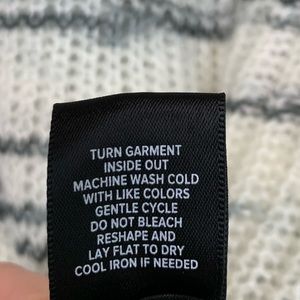 TURN GARMENT
INSIDE OUT
MACHINE WASH COLD
WITH LIKE COLORS
GENTLE CYCLE
DO NOT BLEACH
RESHAPE AND
LAY FLAT TO DRY
COOL IRON IF NEEDED